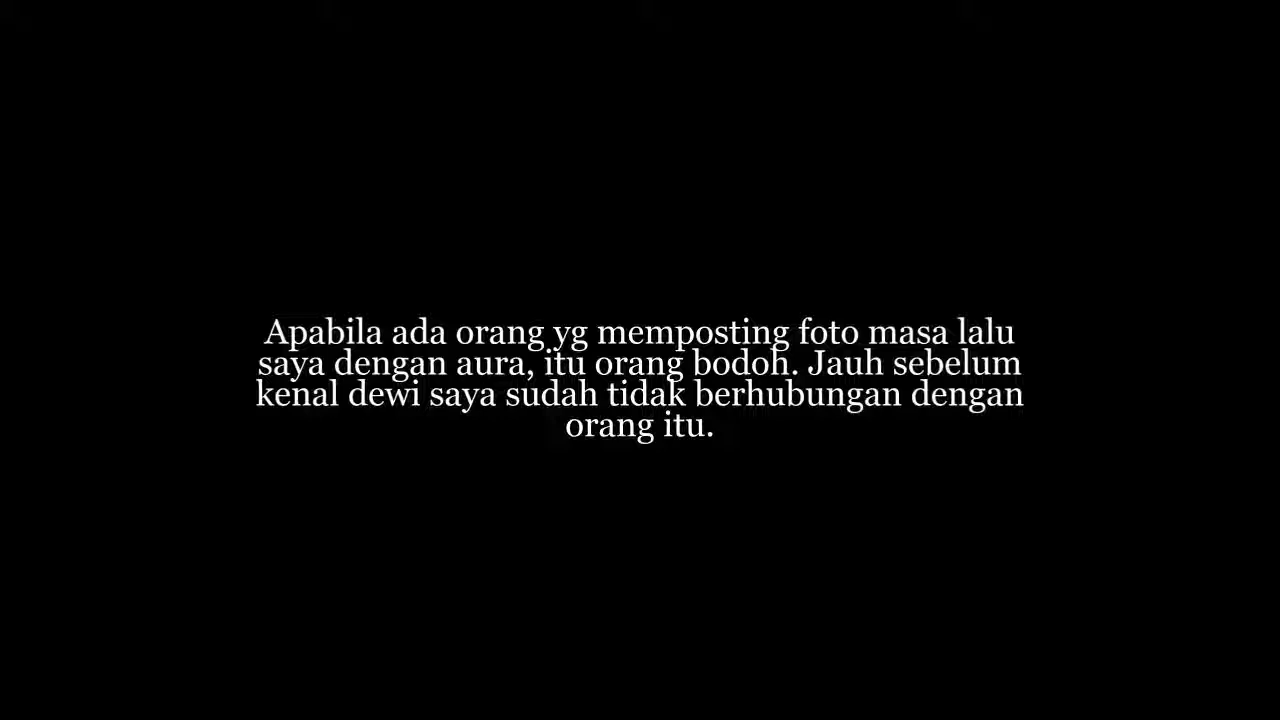 Apabila ada orang yg memposting foto masa lalu
saya dengan aura, itu orang bodoh. Jauh sebelum
kenal dewi saya sudah tidak berhubungan dengan
orang itu.